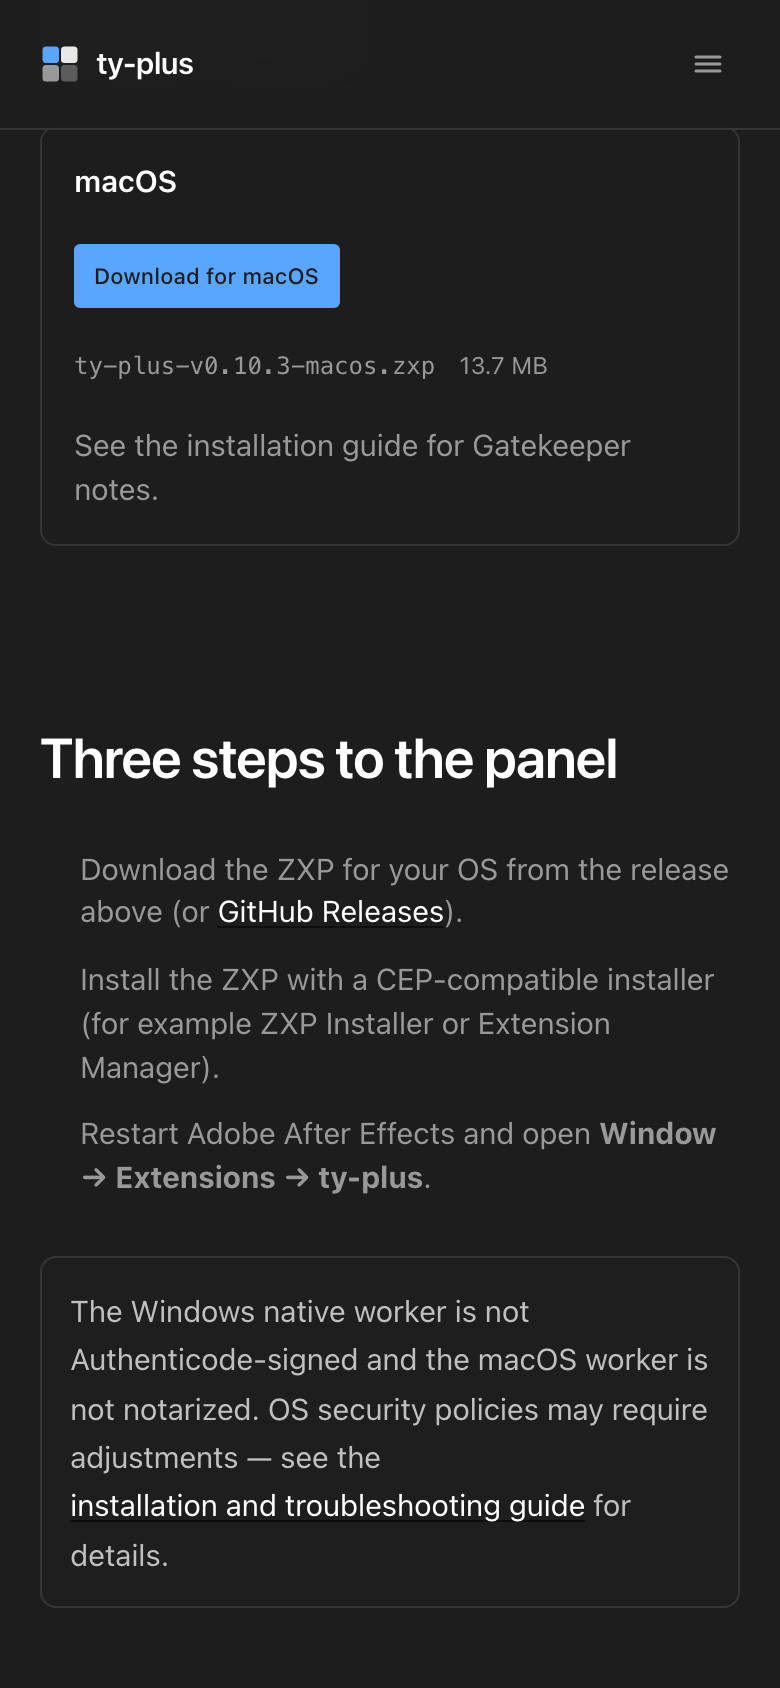 ty-plus
macOS
Download for macOS
ty-plus-v0.10.3-macos.zxp 13.7 MB
See the installation guide for Gatekeeper
notes.
Three steps to the panel
Download the ZXP for your OS from the release
above (or GitHub Releases).
Install the ZXP with a CEP-compatible installer
(for example ZXP Installer or Extension
Manager).
Restart Adobe After Effects and open Window
→ Extensions → ty-plus.
The Windows native worker is not
Authenticode-signed and the macOS worker is
not notarized. OS security policies may require
adjustments — see the
installation and troubleshooting guide for
details.